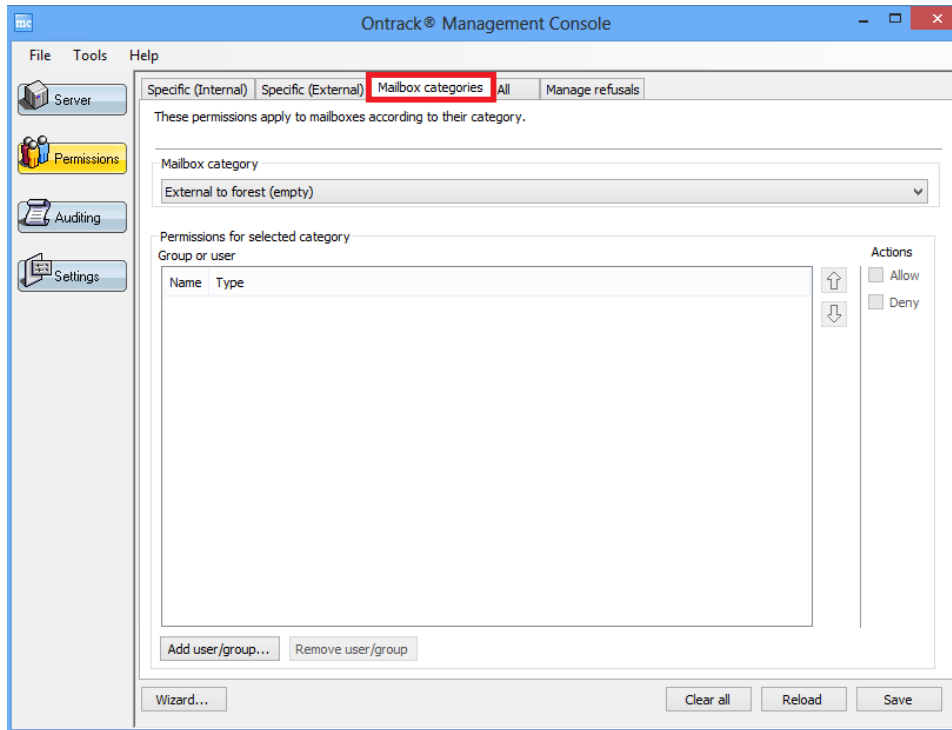 mc Ontrack® Management Console
File Tools Help
Server
Permissions
Auditing
Settings
Specific (Internal) Specific (External) Mailbox categories All Manage refusals
These permissions apply to mailboxes according to their category.
Mailbox category
External to forest (empty)
Permissions for selected category
Group or user
Name Type
Actions
Allow
Deny
Add user/group... Remove user/group
Wizard... Clear all Reload Save